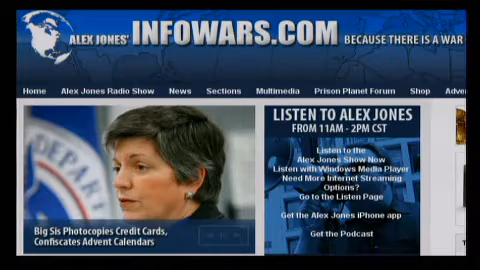 ALEX JONES' INFOWARS.COM BECAUSE THERE IS A WAR
Home Alex Jones Radio Show News Sections Multimedia Prison Planet Forum Shop
LISTEN TO ALEX JONES
FROM 11AM - 2PM CST
Listen to the
Alex Jones Show Now
Listen with Windows Media Player
Need More Internet Streaming
Options?
Go to the Listen Page
Get the Alex Jones iPhone app
Get the Podcast
Big Sis Photocopies Credit Cards,
Confiscates Advent Calendars